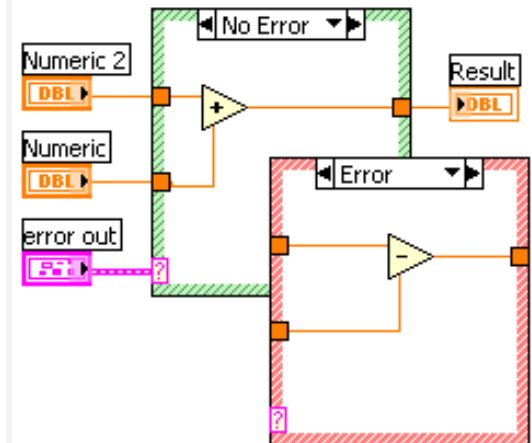 No Error
Numeric 2
DBL
Result
DBL
Numeric
DBL
Error
error out
?
?